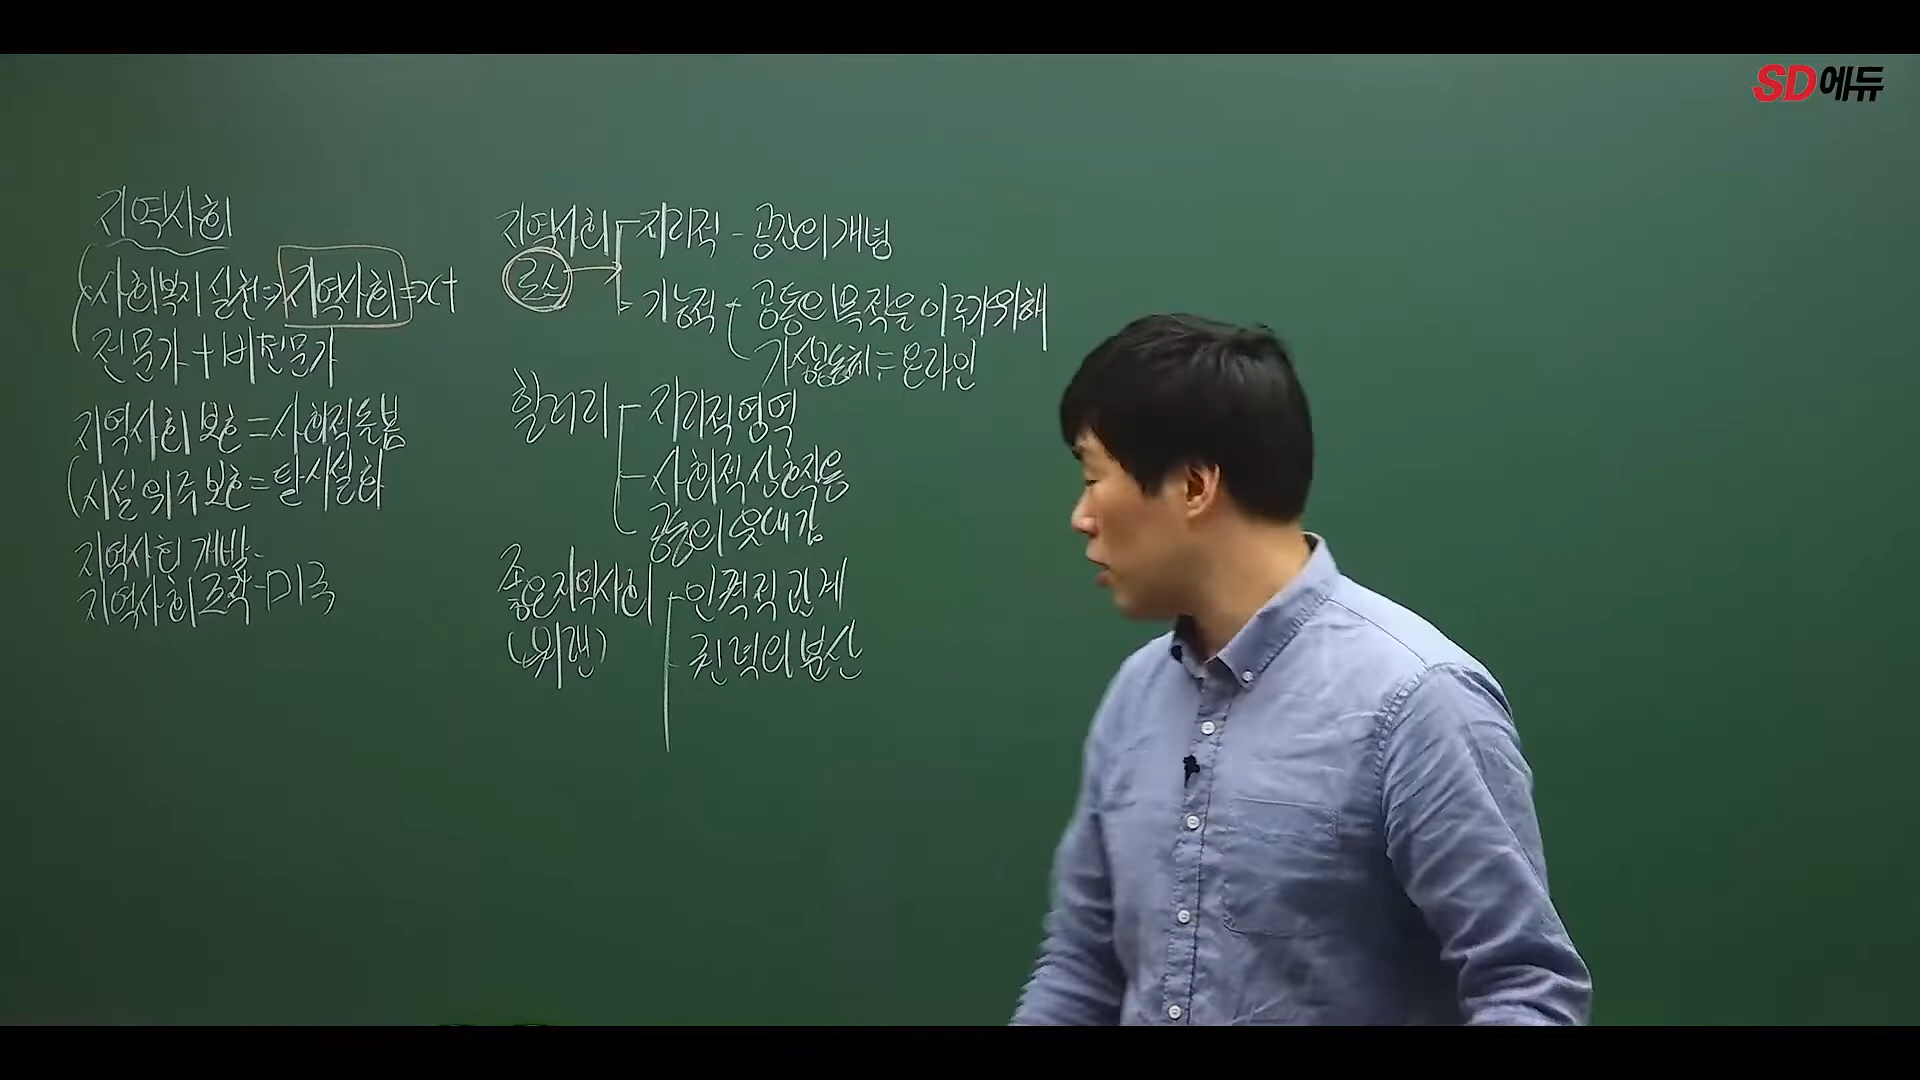 SD에듀
지역사회
사회복지실천 => 지역사회 =
전문가 + 비전문가
지역사회 보호 = 사회적돌봄
시설위주보호 = 탈시설화
지역사회 개발
지역사회조직-미국
지역사회 지리적 - 공간의 개념
로스
기능적 공동의목적을 이루기위해
가상공동체 : 온라인
힐러리 지리적영역
사회적상호작용
공동의 유대감
좋은지역사회 인격적 관계
(워렌) 권력의 분산